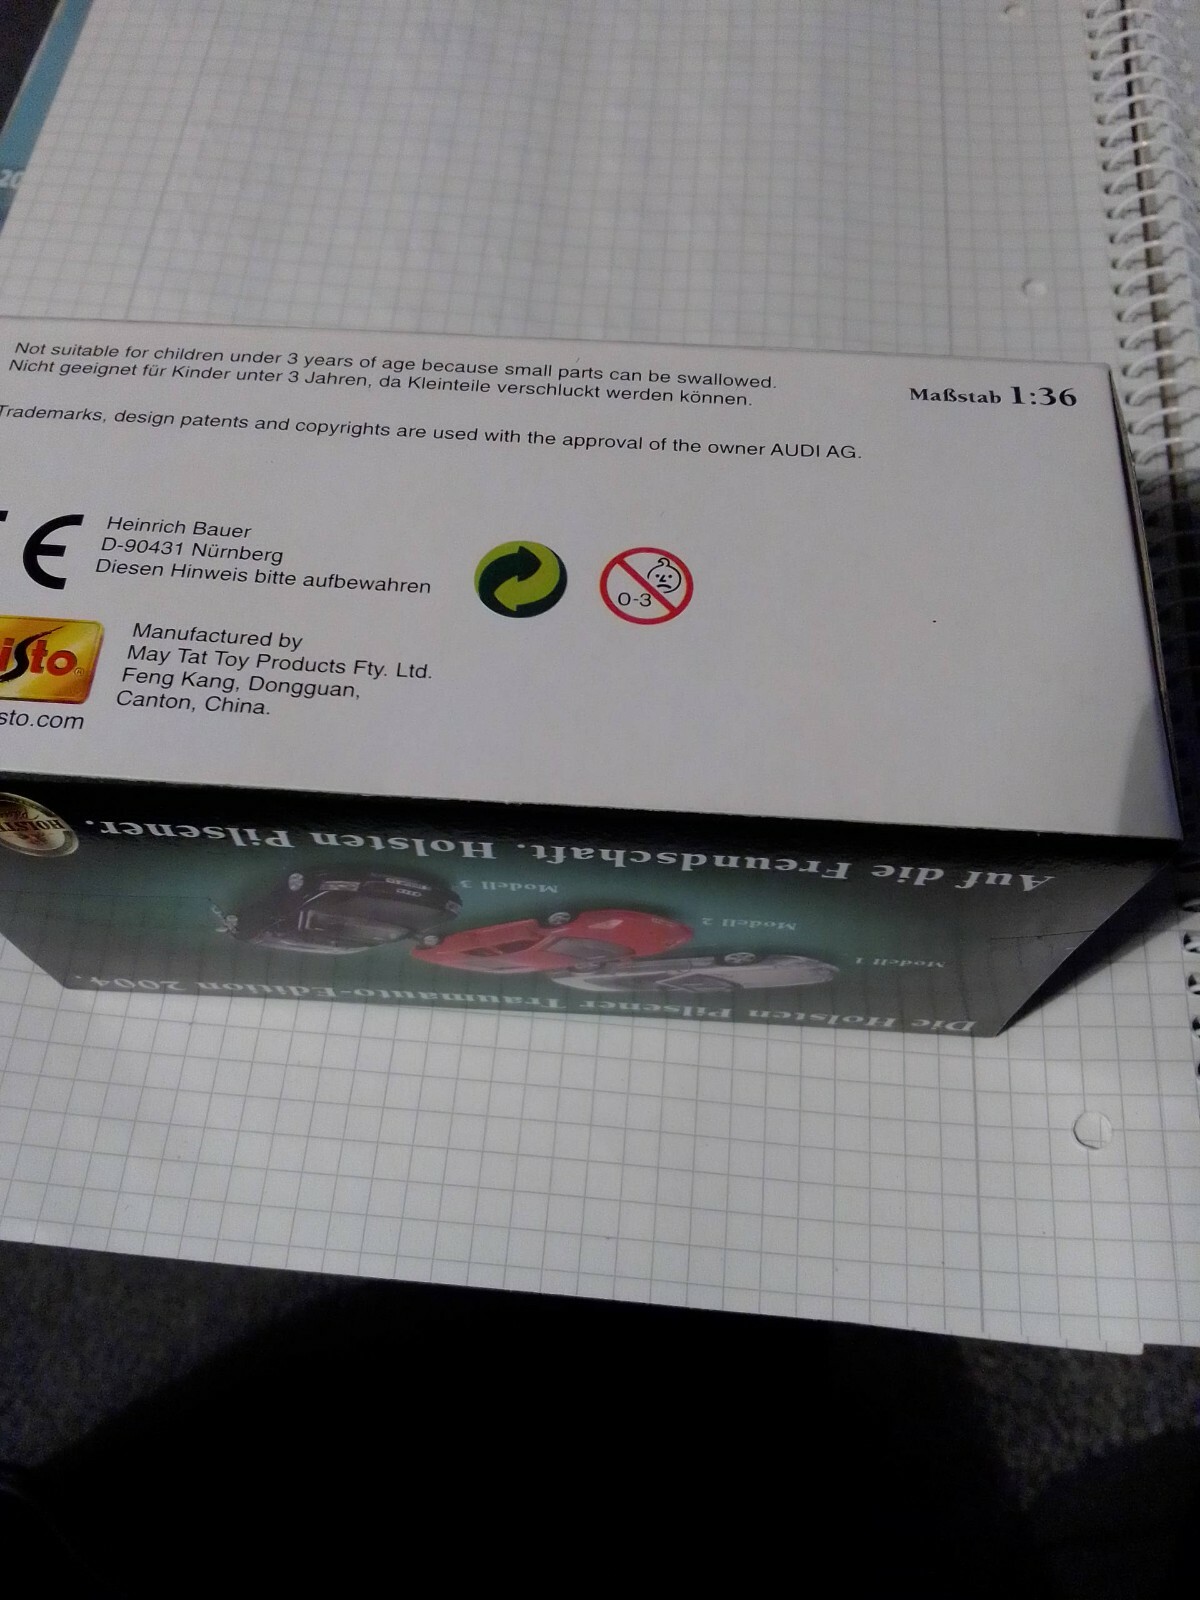 20
Not suitable for children under 3 years of age because small parts can be swallowed.
Nicht geeignet für Kinder unter 3 Jahren, da Kleinteile verschluckt werden können.
Maßstab 1:36
Trademarks, design patents and copyrights are used with the approval of the owner AUDI AG.
CE
Heinrich Bauer
D-90431 Nürnberg
Diesen Hinweis bitte aufbewahren
0-3
isto®
sto.com
Manufactured by
May Tat Toy Products Fty. Ltd.
Feng Kang, Dongguan,
Canton, China.
Die Holsten Pilsener Traumauto-Edition 2004.
Modell 1
Modell 2
Modell 3
Auf die Freundschaft. Holsten Pilsener.